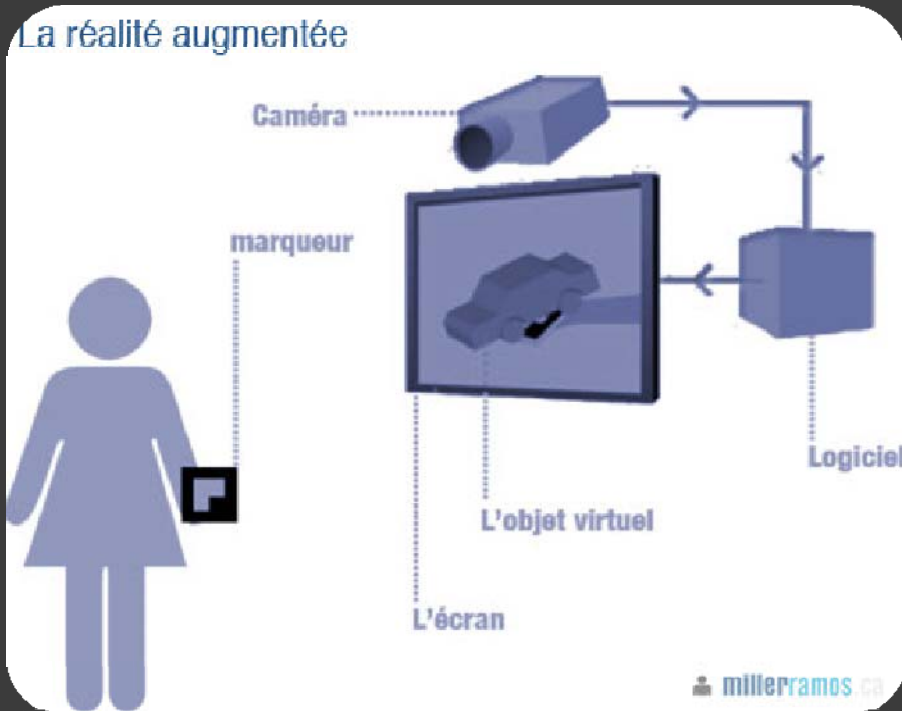 La réalité augmentée
Caméra
marqueur
Logiciel
L'objet virtuel
L'écran
millerramos.ca